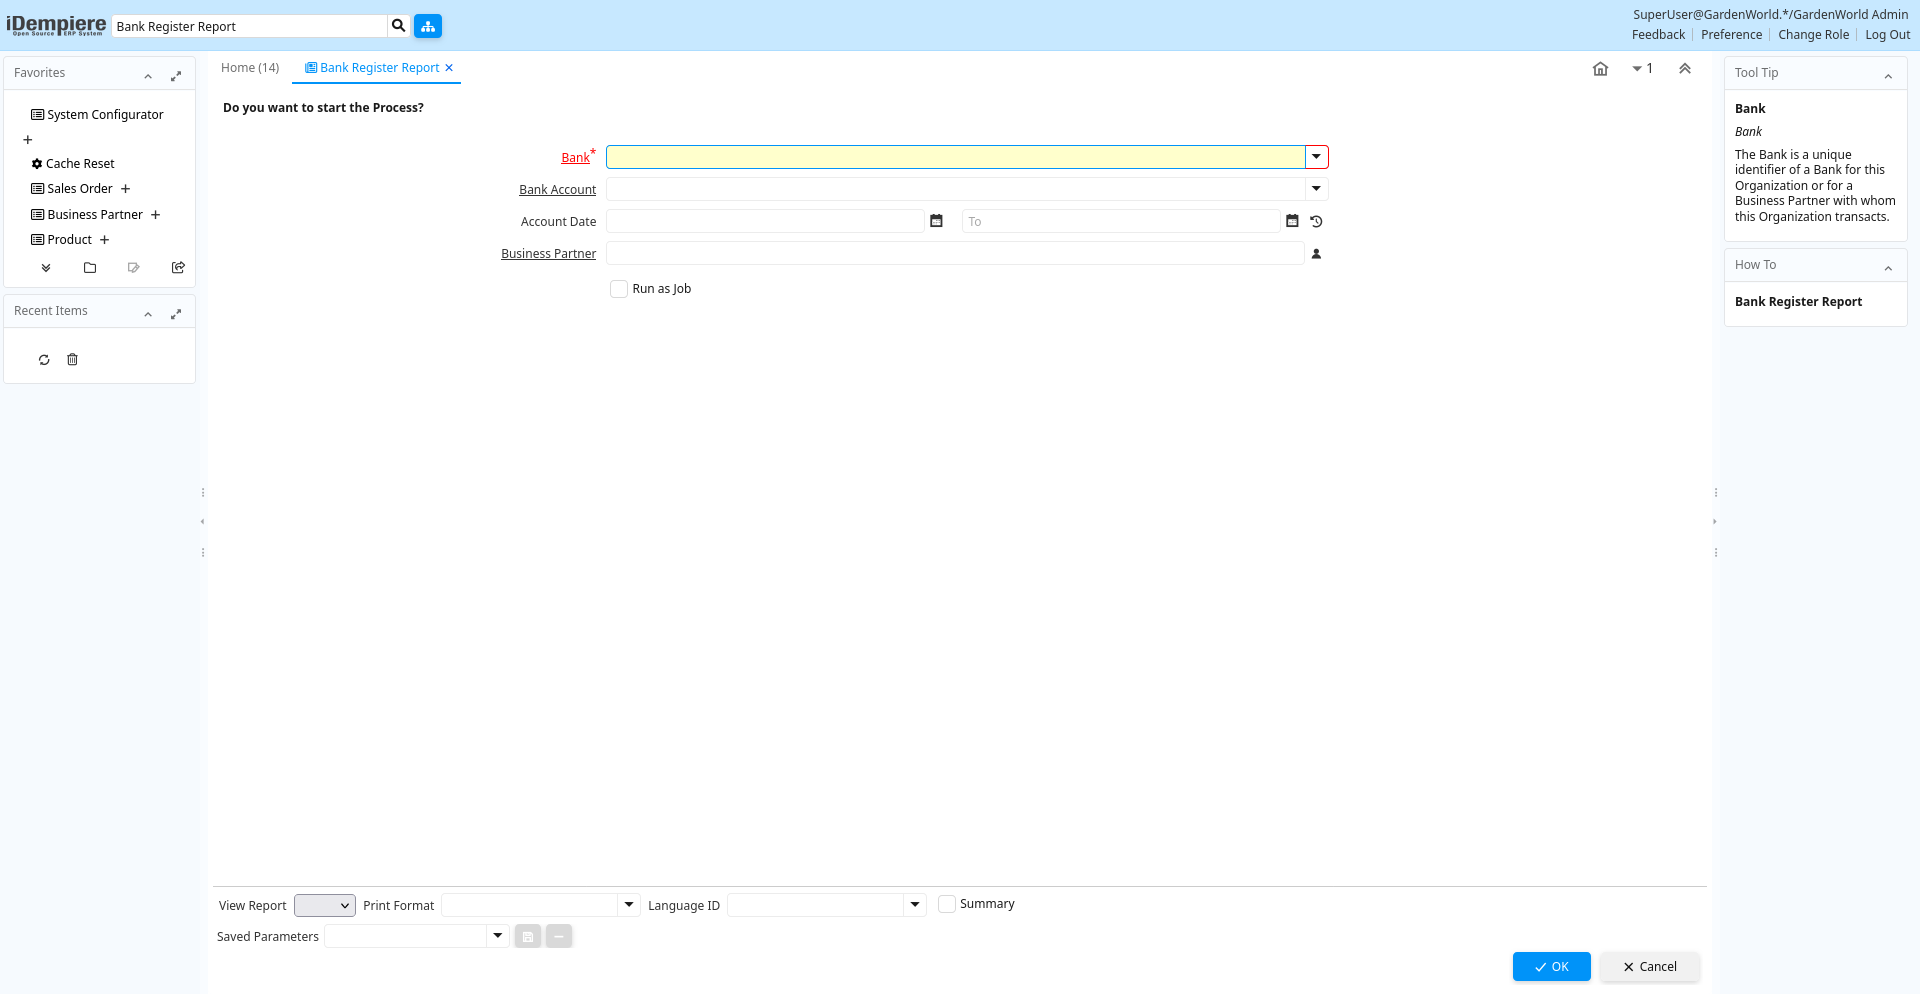 iDempiere
Open Source ERP System
Bank Register Report
SuperUser@GardenWorld.*/GardenWorld Admin
Feedback
Preference
Change Role
Log Out
Favorites
System Configurator
Cache Reset
Sales Order
Business Partner
Product
Recent Items
Home (14)
Bank Register Report
1
Do you want to start the Process?
Bank*
Bank Account
Account Date
To
Business Partner
Run as Job
View Report
Print Format
Language ID
Summary
Saved Parameters
OK
Cancel
Tool Tip
Bank
Bank
The Bank is a unique
identifier of a Bank for this
Organization or for a
Business Partner with whom
this Organization transacts.
How To
Bank Register Report